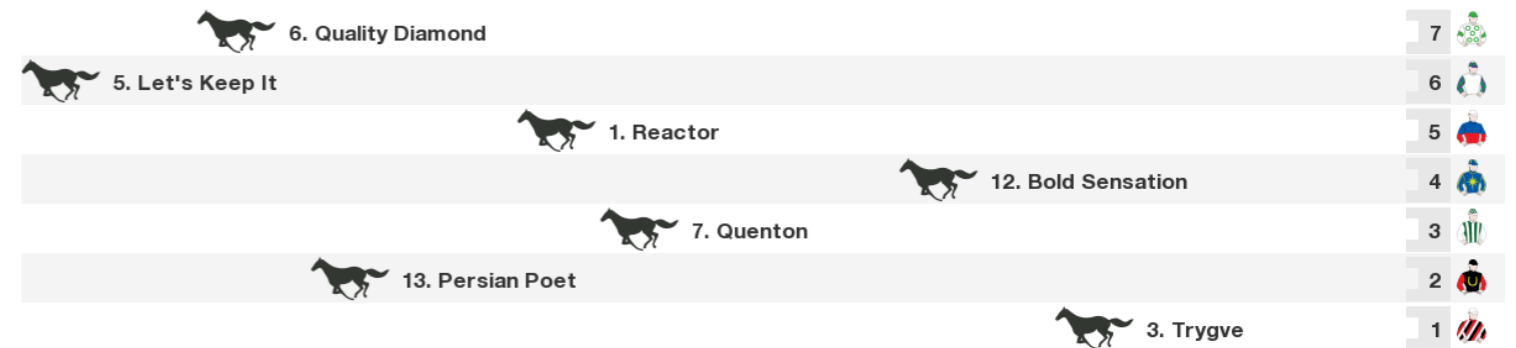 6. Quality Diamond 7
5. Let's Keep It 6
1. Reactor 5
12. Bold Sensation 4
7. Quenton 3
13. Persian Poet 2
3. Trygve 1